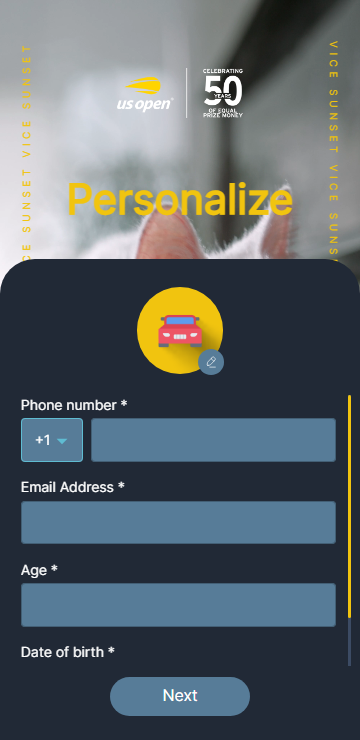 VICE SUNSET VICE SUNSET
VICE SUNSET VICE SUNS
us open
CELEBRATING
50
YEARS
OF EQUAL
PRIZE MONEY
Personalize
Phone number *
+1
Email Address *
Age *
Date of birth *
Next